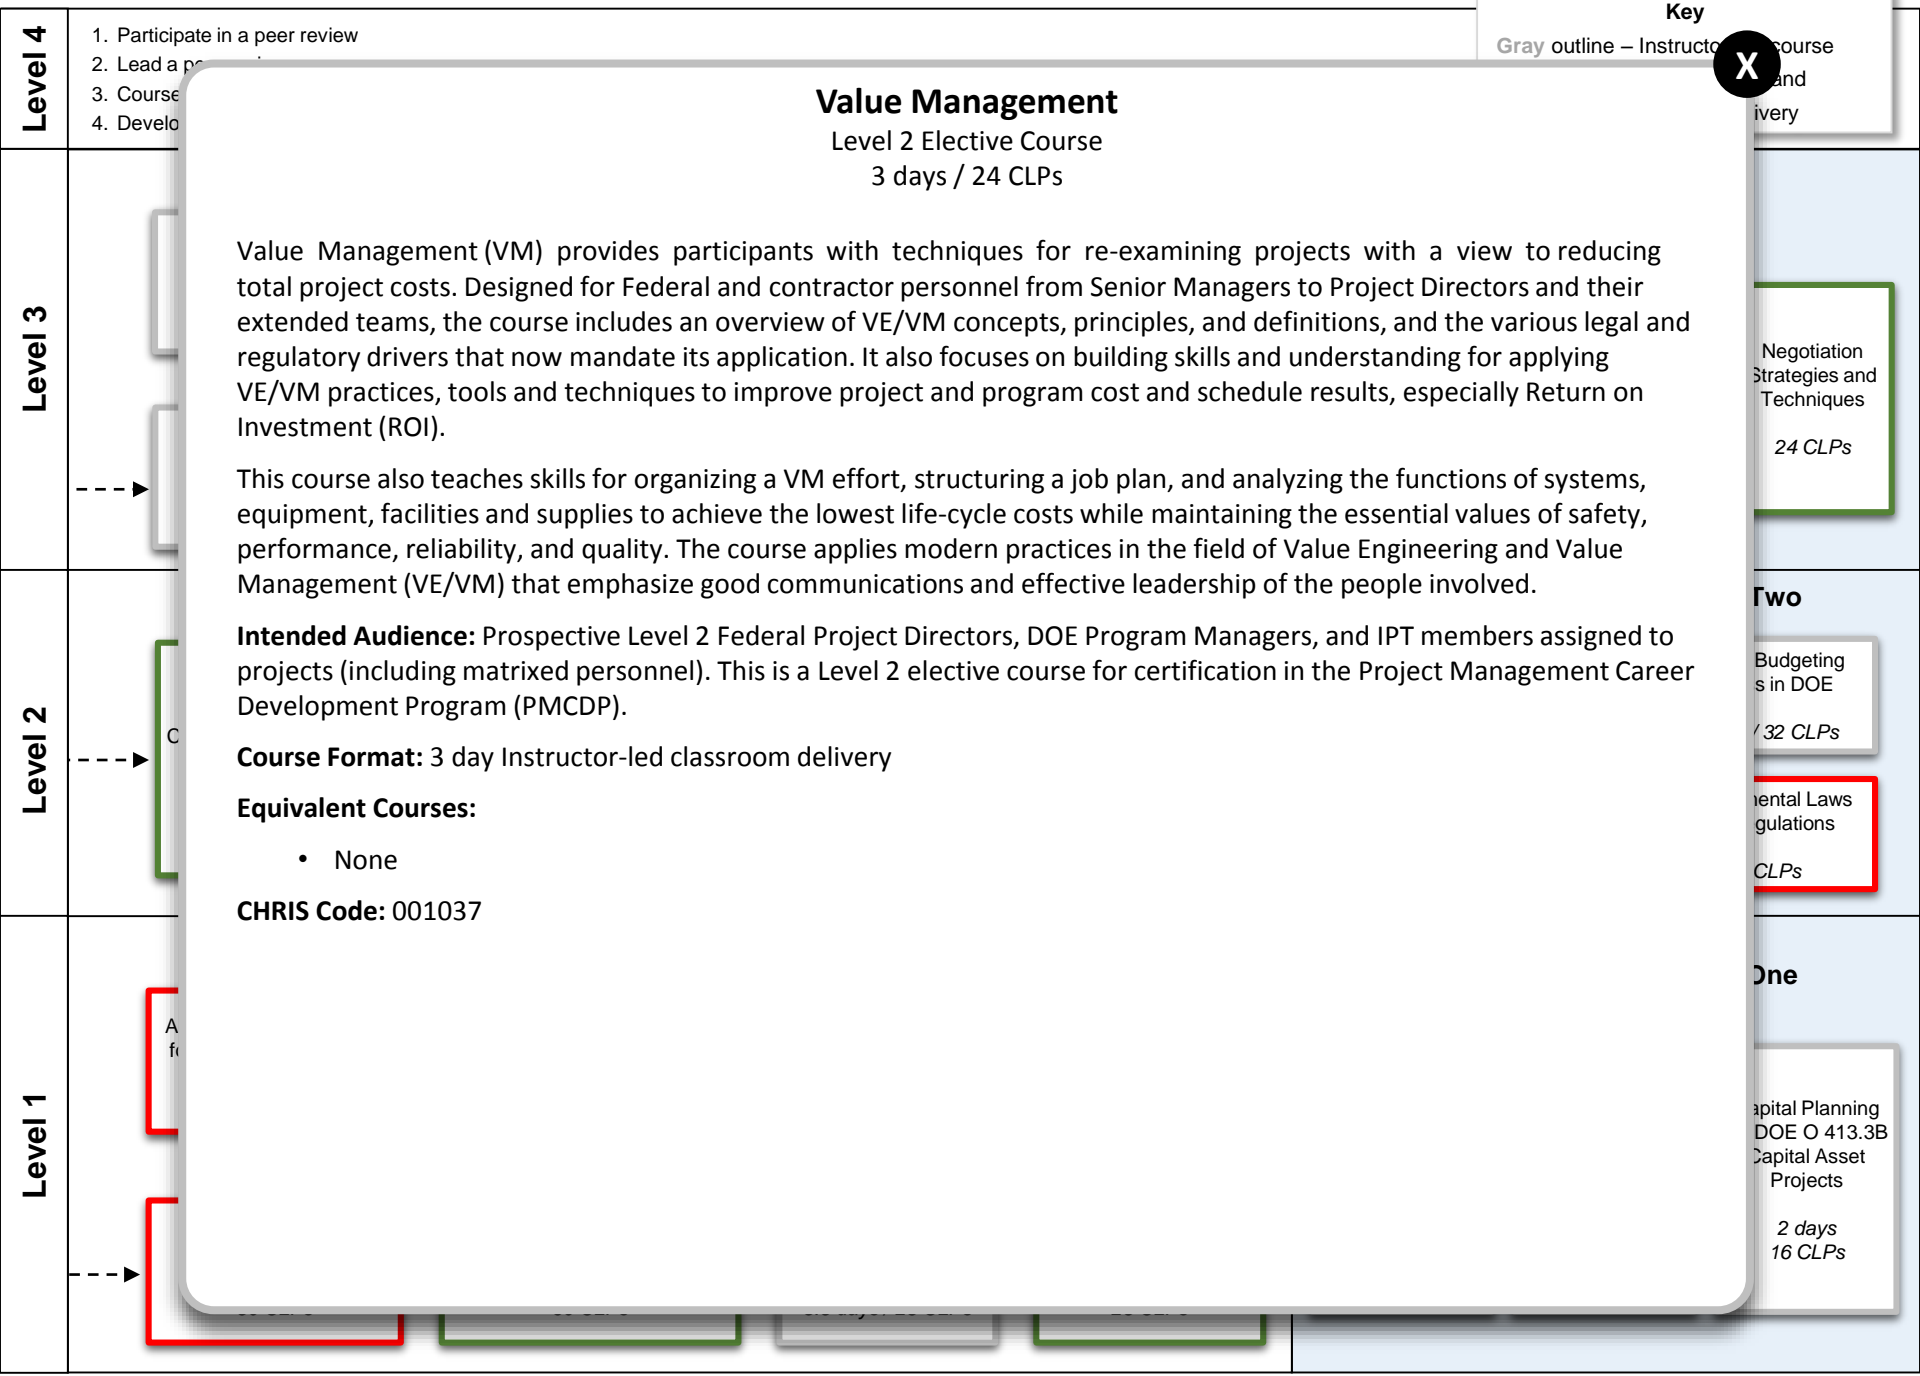 Level 4
1. Participate in a peer review
2. Lead a
3. Course
4.
Key
Gray outline – course
and
X
Value Management
Level 2 Elective Course
3 days / 24 CLPs
Value Management (VM) provides participants with techniques for re-examining projects with a view to reducing
total project costs. Designed for Federal and contractor personnel from Senior Managers to Project Directors and their
extended teams, the course includes an overview of VE/VM concepts, principles, and definitions, and the various legal and
regulatory drivers that now mandate its application. It also focuses on building skills and understanding for applying
VE/VM practices, tools and techniques to improve project and program cost and schedule results, especially Return on
Investment (ROI).
This course also teaches skills for organizing a VM effort, structuring a job plan, and analyzing the functions of systems,
equipment, facilities and supplies to achieve the lowest life-cycle costs while maintaining the essential values of safety,
performance, reliability, and quality. The course applies modern practices in the field of Value Engineering and Value
Management (VE/VM) that emphasize good communications and effective leadership of the people involved.
Intended Audience: Prospective Level 2 Federal Project Directors, DOE Program Managers, and IPT members assigned to
projects (including matrixed personnel). This is a Level 2 elective course for certification in the Project Management Career
Development Program (PMCDP).
Course Format: 3 day Instructor-led classroom delivery
Equivalent Courses:
• None
CHRIS Code: 001037
Level 3
Negotiation
Strategies and
Techniques
24 CLPs
Level 2
Two
Budgeting
in DOE
/ 32 CLPs
Laws
CLPs
Level 1
One
Planning
DOE O 413.3B
Capital Asset
Projects
2 days
16 CLPs